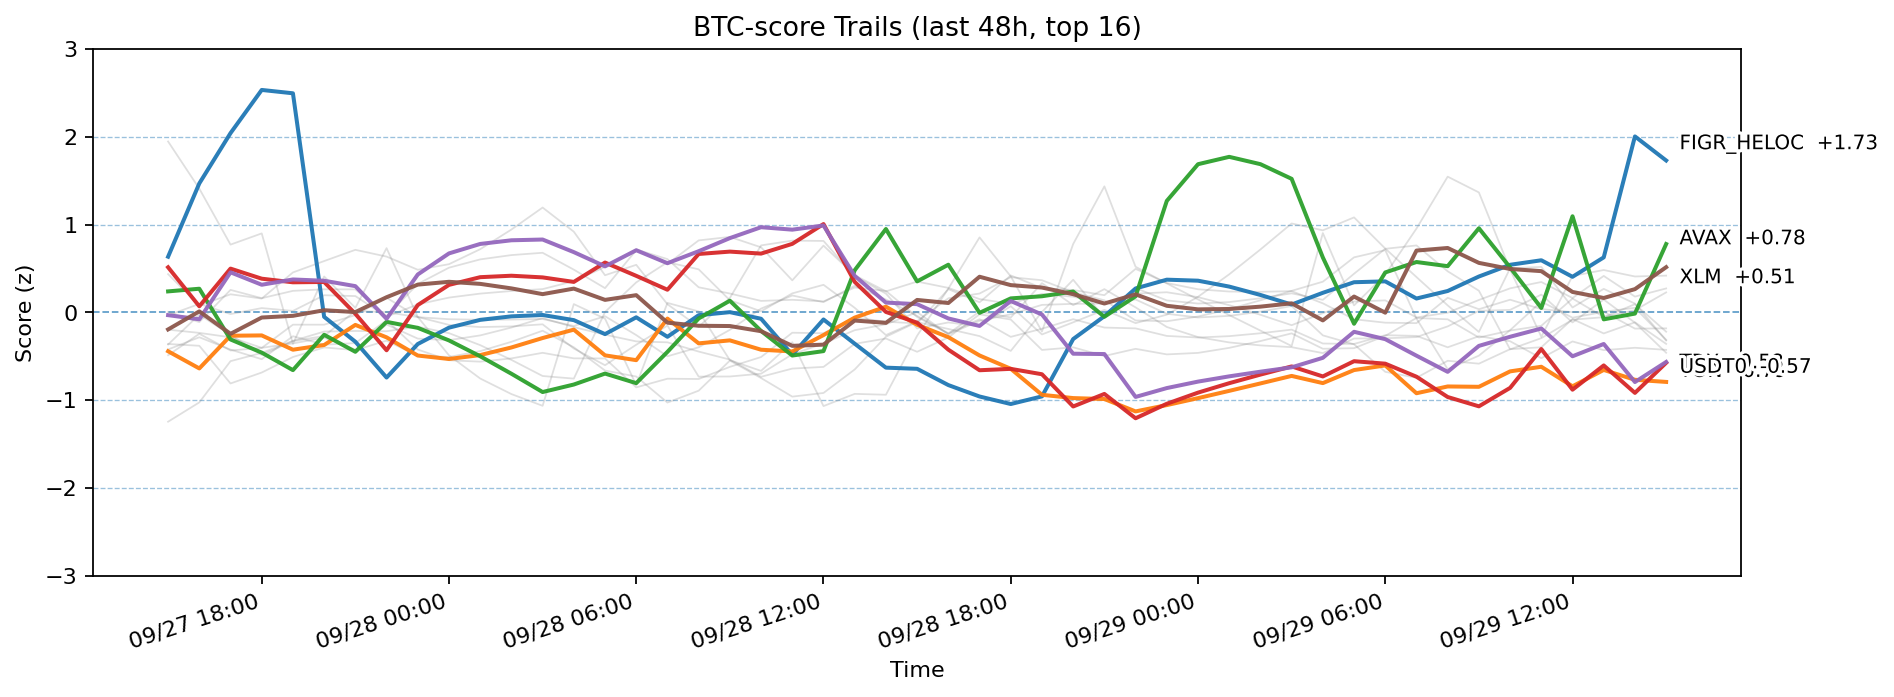 BTC-score Trails (last 48h, top 16)
Score (z)
3
2
1
0
−1
−2
−3
FIGR_HELOC +1.73
AVAX +0.78
XLM +0.51
USDT0 -0.57
09/27 18:00
09/28 00:00
09/28 06:00
09/28 12:00
09/28 18:00
09/29 00:00
09/29 06:00
09/29 12:00
Time